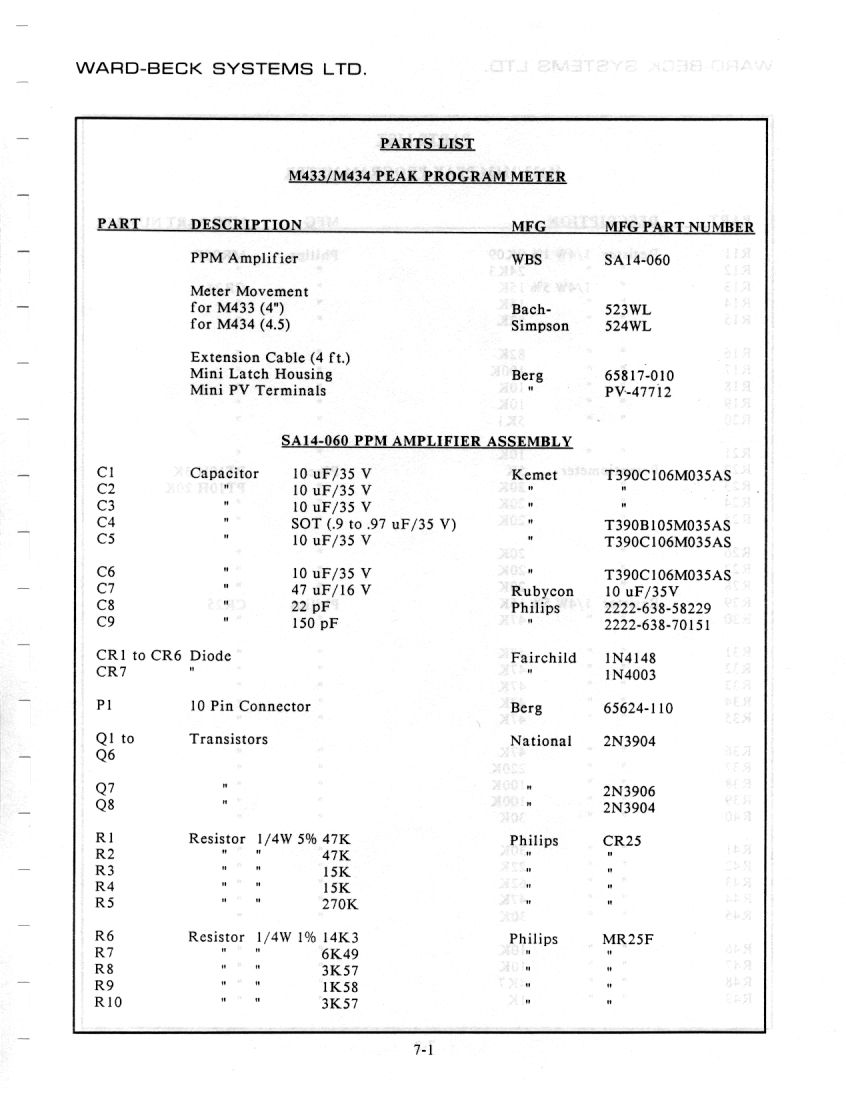 WARD-BECK SYSTEMS LTD.
PARTS LIST
M433/M434 PEAK PROGRAM METER
PART DESCRIPTION MFG MFG PART NUMBER
PPM Amplifier WBS SA14-060
Meter Movement
for M433 (4") Bach- 523WL
for M434 (4.5) Simpson 524WL
Extension Cable (4 ft.)
Mini Latch Housing Berg 65817-010
Mini PV Terminals " PV-47712
SA14-060 PPM AMPLIFIER ASSEMBLY
C1 Capacitor 10 uF/35 V Kemet T390C106M035AS
C2 " 10 uF/35 V " "
C3 " 10 uF/35 V " "
C4 " SOT (.9 to .97 uF/35 V) " T390B105M035AS
C5 " 10 uF/35 V " T390C106M035AS
C6 " 10 uF/35 V " T390C106M035AS
C7 " 47 uF/16 V Rubycon 10 uF/35V
C8 " 22 pF Philips 2222-638-58229
C9 " 150 pF " 2222-638-70151
CR1 to CR6 Diode Fairchild 1N4148
CR7 " " 1N4003
P1 10 Pin Connector Berg 65624-110
Q1 to Transistors National 2N3904
Q6
Q7 " " 2N3906
Q8 " " 2N3904
R1 Resistor 1/4W 5% 47K Philips CR25
R2 " " 47K " "
R3 " " 15K " "
R4 " " 15K " "
R5 " " 270K " "
R6 Resistor 1/4W 1% 14K3 Philips MR25F
R7 " " 6K49 " "
R8 " " 3K57 " "
R9 " " 1K58 " "
R10 " " 3K57 " "
7-1